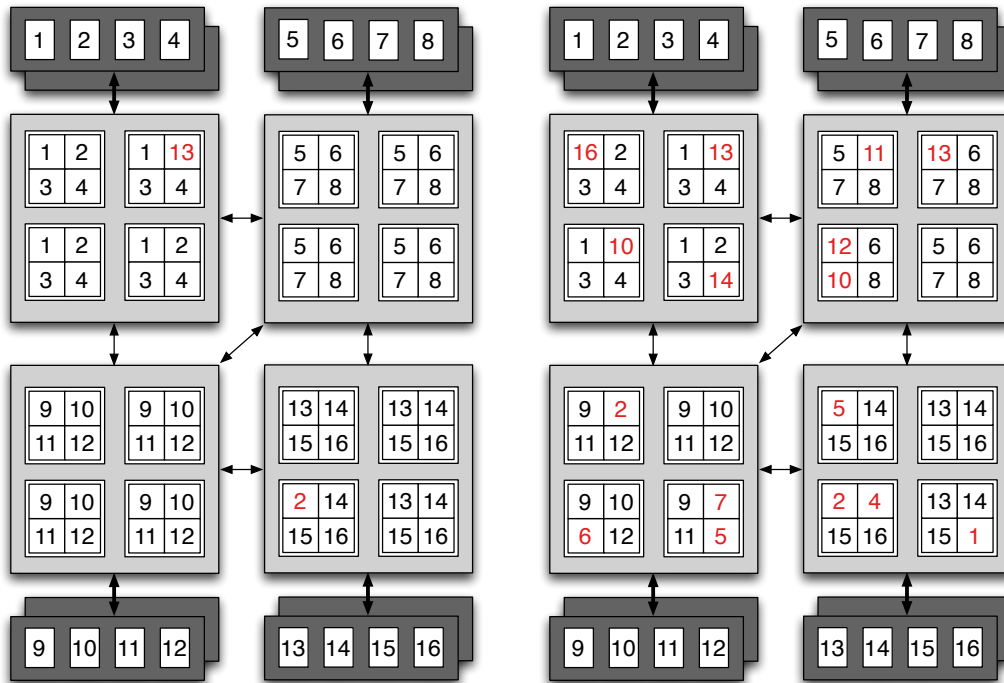 1 2 3 4
5 6 7 8
1 2 1 13
3 4 3 4
1 2 1 2
3 4 3 4
5 6 5 6
7 8 7 8
5 6 5 6
7 8 7 8
9 10 9 10
11 12 11 12
9 10 9 10
11 12 11 12
13 14 13 14
15 16 15 16
2 14 13 14
15 16 15 16
9 10 11 12
13 14 15 16
1 2 3 4
5 6 7 8
16 2 1 13
3 4 3 4
1 10 1 2
3 4 3 14
5 11 13 6
7 8 7 8
12 6 5 6
10 8 7 8
9 2 9 10
11 12 11 12
9 10 9 7
6 12 11 5
5 14 13 14
15 16 15 16
2 4 13 14
15 16 15 1
9 10 11 12
13 14 15 16